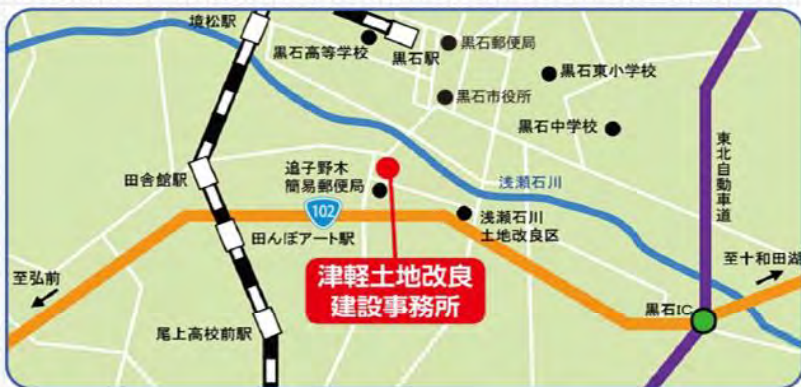 境松駅
黒石高等学校
黒石駅
黒石郵便局
黒石市役所
黒石東小学校
黒石中学校
東北自動車道
田舎館駅
追子野木
簡易郵便局
浅瀬石川
102
田んぼアート駅
浅瀬石川
土地改良区
至弘前
津軽土地改良
建設事務所
至十和田湖
黒石IC
尾上高校前駅